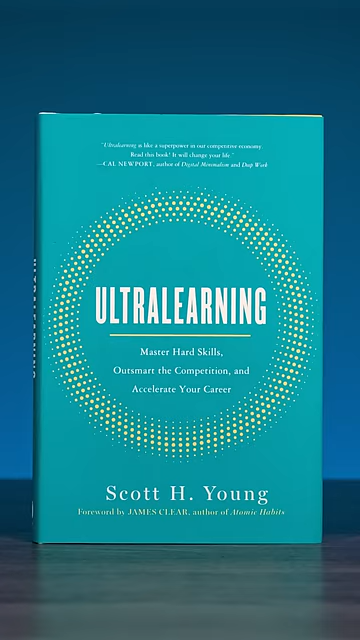 "Ultralearning is like a superpower in our competitive economy.
Read this book! It will change your life."
—CAL NEWPORT, author of Digital Minimalism and Deep Work
ULTRALEARNING
Master Hard Skills,
Outsmart the Competition, and
Accelerate Your Career
Scott H. Young
Foreword by JAMES CLEAR, author of Atomic Habits